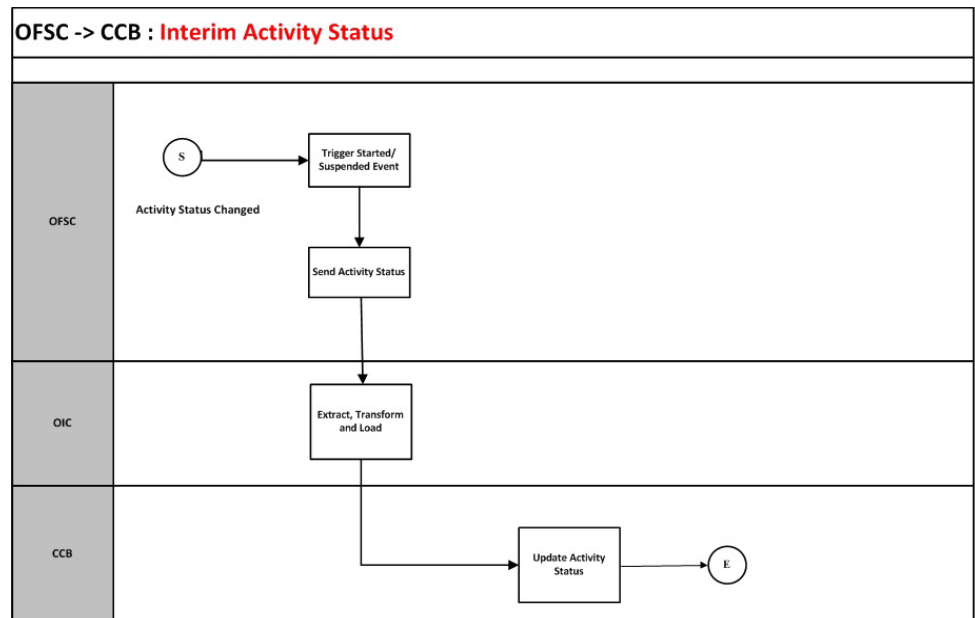 OFSC -> CCB : Interim Activity Status
S
Trigger Started/
Suspended Event
Activity Status Changed
OFSC
Send Activity Status
OIC
Extract, Transform
and Load
CCB
Update Activity
Status
E